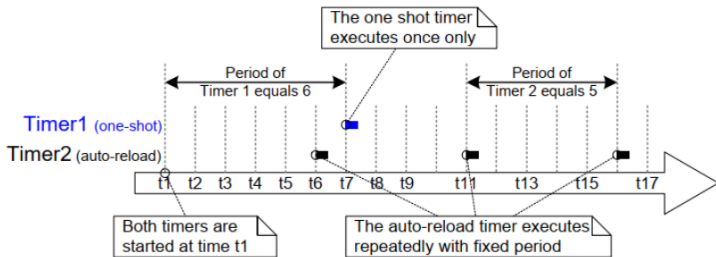 The one shot timer
executes once only
Period of
Timer 1 equals 6
Period of
Timer 2 equals 5
Timer1 (one-shot)
Timer2 (auto-reload)
t1 t2 t3 t4 t5 t6 t7 t8 t9 t11 t13 t15 t17
Both timers are
started at time t1
The auto-reload timer executes
repeatedly with fixed period